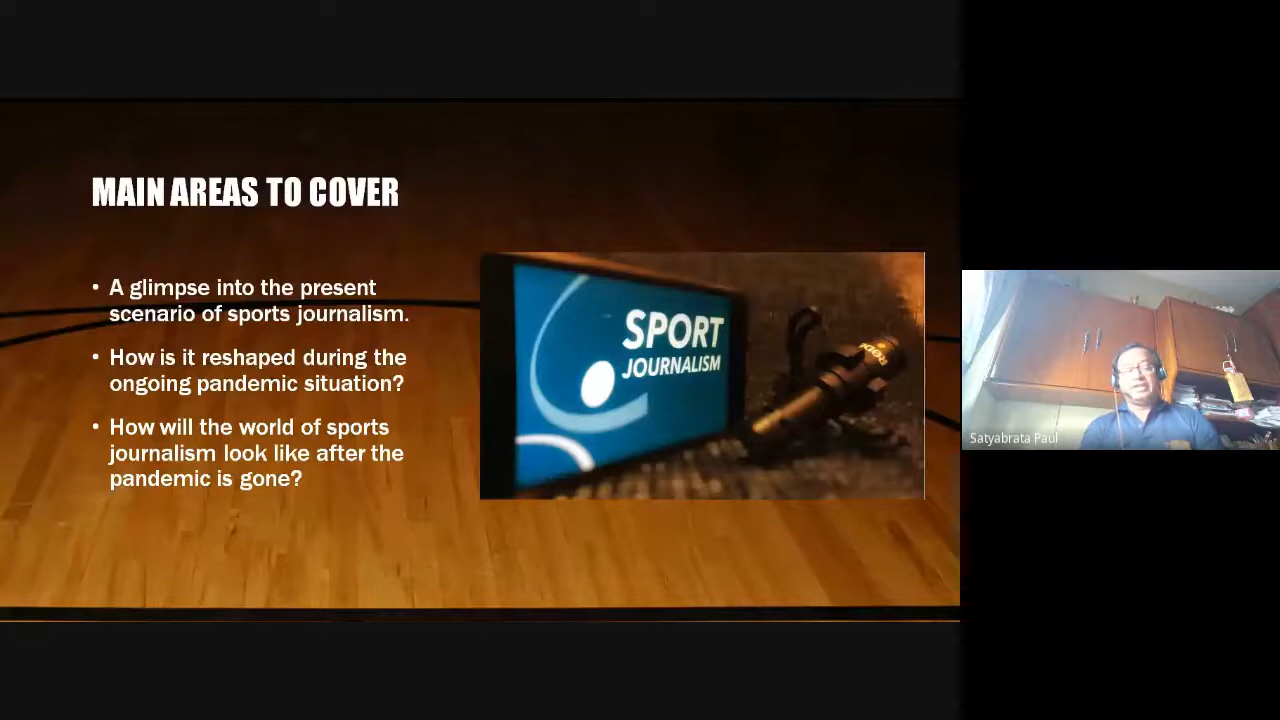 MAIN AREAS TO COVER
• A glimpse into the present
scenario of sports journalism.
• How is it reshaped during the
ongoing pandemic situation?
• How will the world of sports
journalism look like after the
pandemic is gone?
SPORT
JOURNALISM
Satyabrata Paul